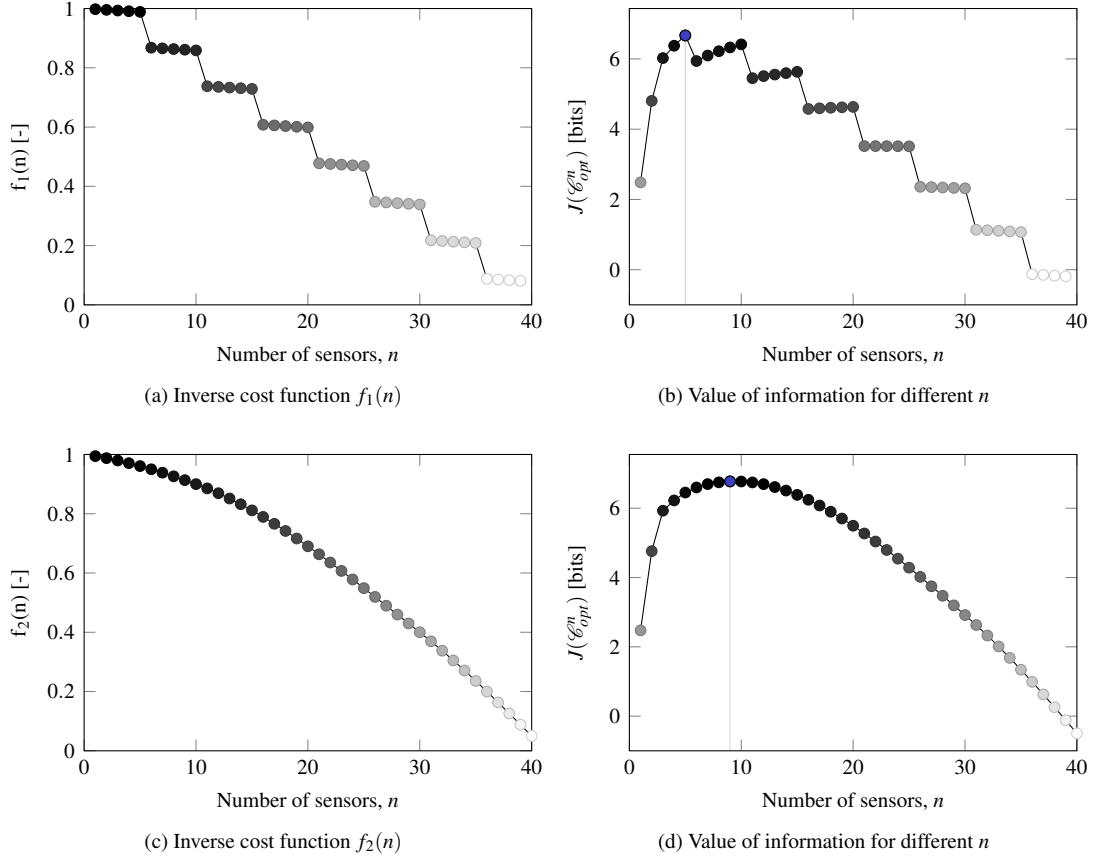 1
0.8
0.6
0.4
0.2
0
f₁(n) [-]
0 10 20 30 40
Number of sensors, n
(a) Inverse cost function f₁(n)
6
4
2
0
J(𝒞ⁿₒₚₜ) [bits]
0 10 20 30 40
Number of sensors, n
(b) Value of information for different n
1
0.8
0.6
0.4
0.2
0
f₂(n) [-]
0 10 20 30 40
Number of sensors, n
(c) Inverse cost function f₂(n)
6
4
2
0
J(𝒞ⁿₒₚₜ) [bits]
0 10 20 30 40
Number of sensors, n
(d) Value of information for different n